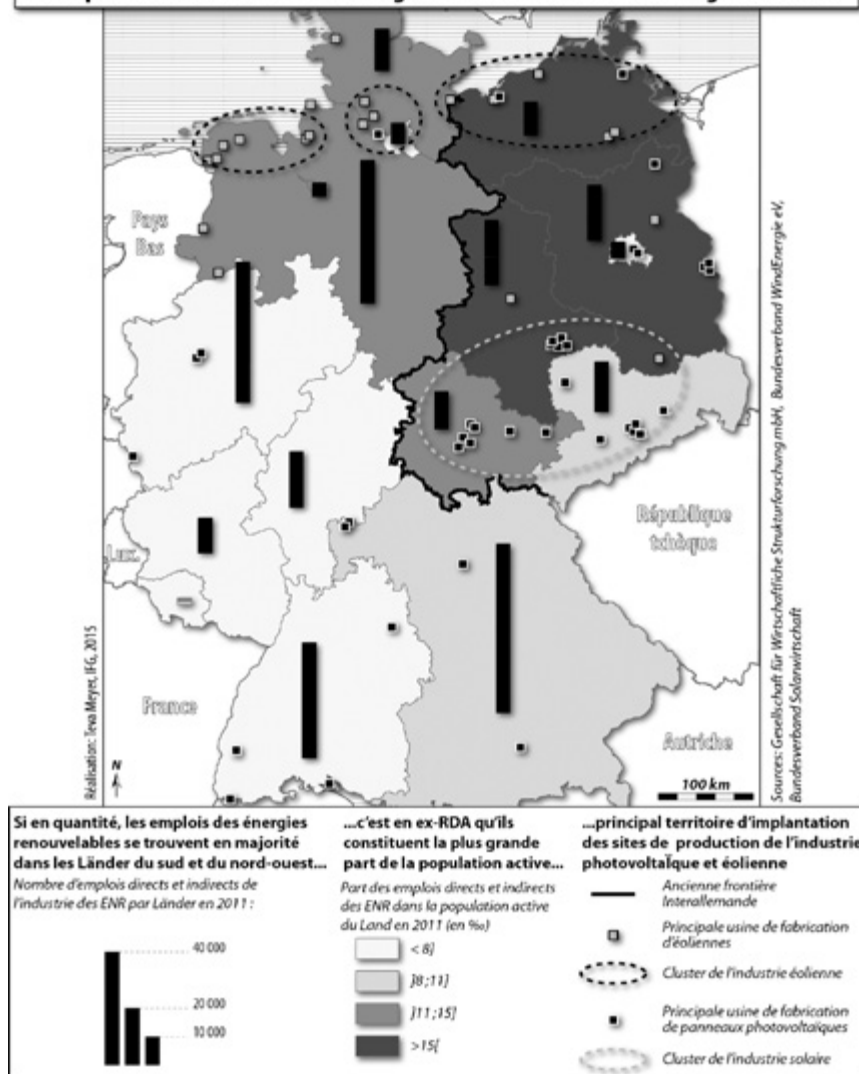 Pays
Bas
Lux.
France
République
tchèque
Autriche
N
100 km
Réalisation: Teva Meyer, IFG, 2015
Sources: Gesellschaft für Wirtschaftliche Strukturforschung mbH, Bundesverband WindEnergie eV,
Bundesverband Solarwirtschaft
Si en quantité, les emplois des énergies
renouvelables se trouvent en majorité
dans les Länder du sud et du nord-ouest...
Nombre d'emplois directs et indirects de
l'industrie des ENR par Länder en 2011 :
40 000
20 000
10 000
...c'est en ex-RDA qu'ils
constituent la plus grande
part de la population active...
Part des emplois directs et indirects
des ENR dans la population active
du Land en 2011 (en ‰)
< 8]
]8 ;11]
]11 ;15]
>15[
...principal territoire d'implantation
des sites de production de l'industrie
photovoltaïque et éolienne
Ancienne frontière
Interallemande
Principale usine de fabrication
d'éoliennes
Cluster de l'industrie éolienne
Principale usine de fabrication
de panneaux photovoltaïques
Cluster de l'industrie solaire